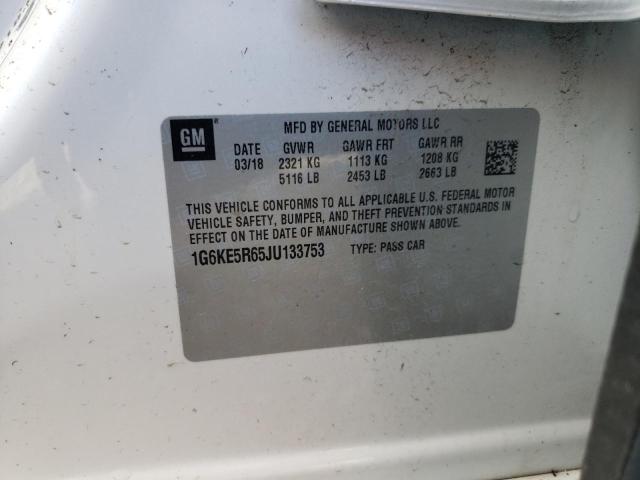 GM
MFD BY GENERAL MOTORS LLC
DATE GVWR GAWR FRT GAWR RR
03/18 2321 KG 1113 KG 1208 KG
5116 LB 2453 LB 2663 LB
THIS VEHICLE CONFORMS TO ALL APPLICABLE U.S. FEDERAL MOTOR
VEHICLE SAFETY, BUMPER, AND THEFT PREVENTION STANDARDS IN
EFFECT ON THE DATE OF MANUFACTURE SHOWN ABOVE.
1G6KE5R65JU133753 TYPE: PASS CAR